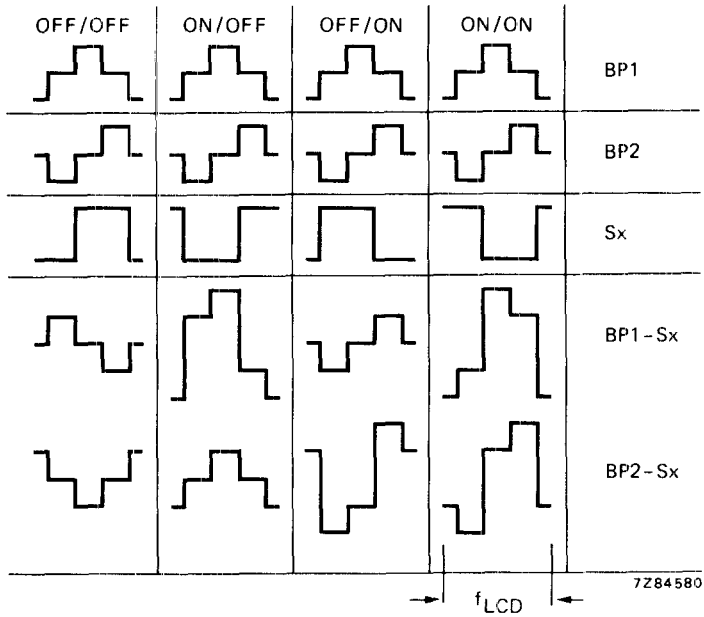 OFF/OFF ON/OFF OFF/ON ON/ON
BP1
BP2
Sx
BP1-Sx
BP2-Sx
7Z84580
fLCD